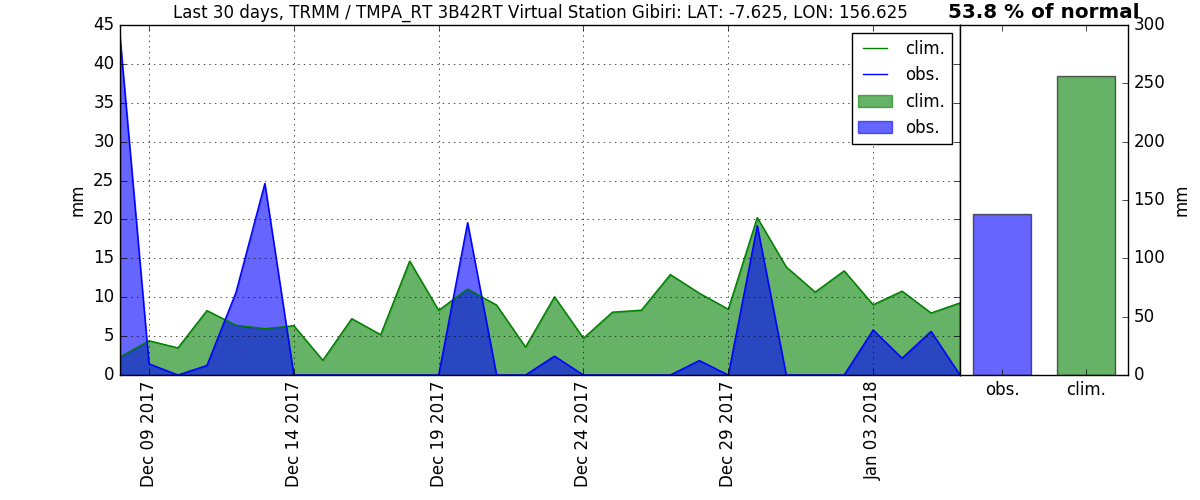 Last 30 days, TRMM / TMPA_RT 3B42RT Virtual Station Gibiri: LAT: -7.625, LON: 156.625
53.8 % of normal
45
40
35
30
25
20
15
10
5
0
mm
clim.
obs.
clim.
obs.
Dec 09 2017
Dec 14 2017
Dec 19 2017
Dec 24 2017
Dec 29 2017
Jan 03 2018
300
250
200
150
100
50
0
mm
obs.
clim.